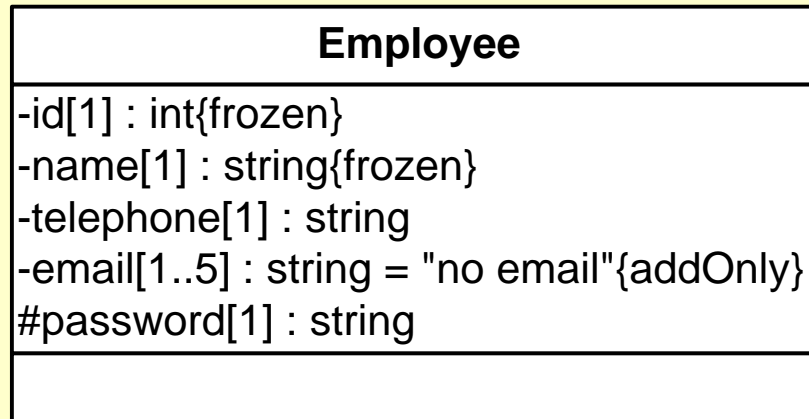 Employee
-id[1] : int{frozen}
-name[1] : string{frozen}
-telephone[1] : string
-email[1..5] : string = "no email"{addOnly}
#password[1] : string